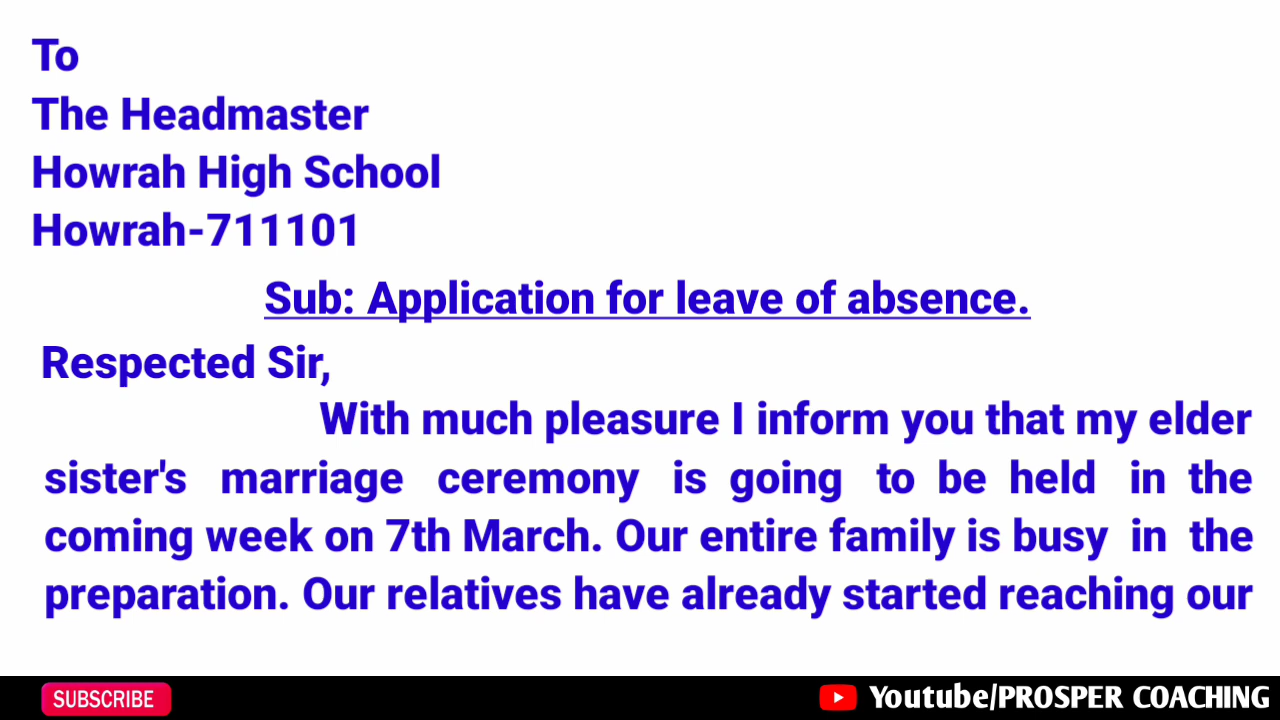 To
The Headmaster
Howrah High School
Howrah-711101
Sub: Application for leave of absence.
Respected Sir,
With much pleasure I inform you that my elder
sister's marriage ceremony is going to be held in the
coming week on 7th March. Our entire family is busy in the
preparation. Our relatives have already started reaching our
SUBSCRIBE
Youtube/PROSPER COACHING